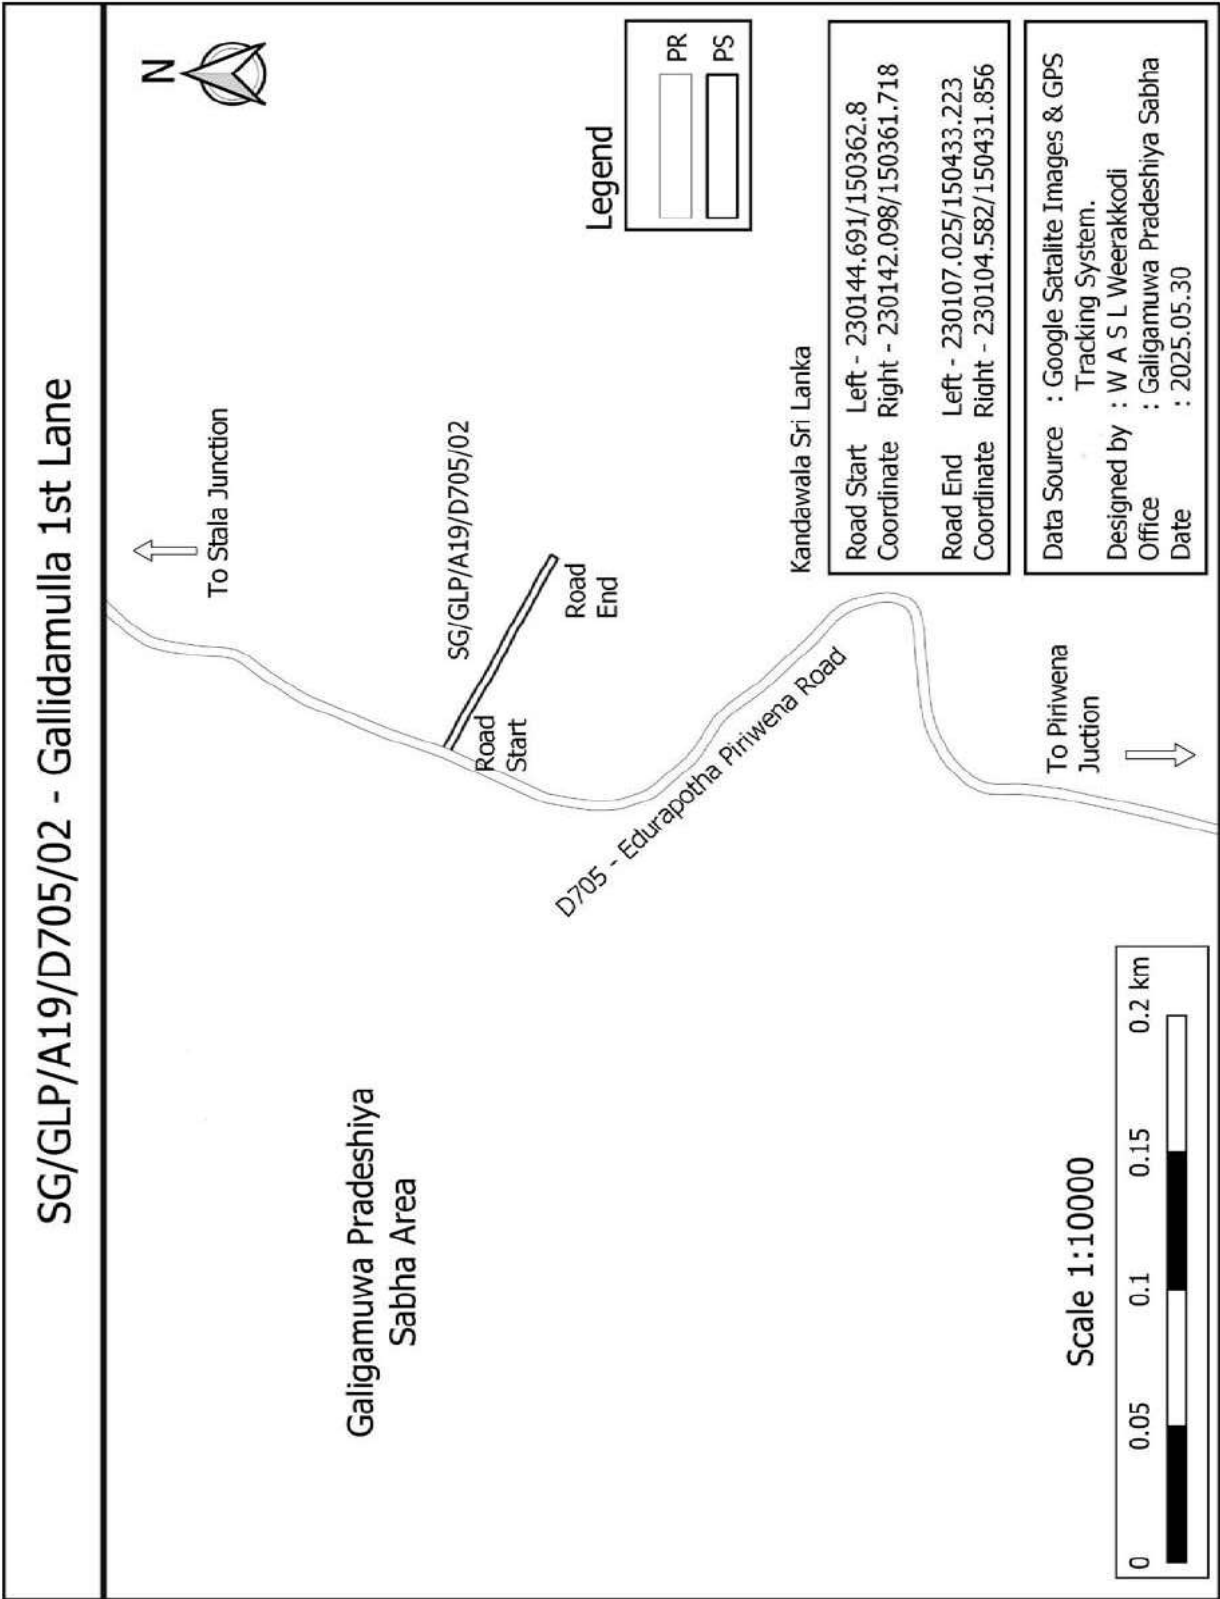 SG/GLP/A19/D705/02 - Gallidamulla 1st Lane
N
To Stala Junction
Galigamuwa Pradeshiya
Sabha Area
SG/GLP/A19/D705/02
Road
Start
Road
End
D705 - Edurapotha Piriwena Road
Legend
PR
PS
Kandawala Sri Lanka
Road Start Left - 230144.691/150362.8
Coordinate Right - 230142.098/150361.718
Road End Left - 230107.025/150433.223
Coordinate Right - 230104.582/150431.856
To Piriwena
Juction
Scale 1:10000
0 0.05 0.1 0.15 0.2 km
Data Source : Google Satalite Images & GPS
Tracking System.
Designed by : W A S L Weerakkodi
Office : Galigamuwa Pradeshiya Sabha
Date : 2025.05.30